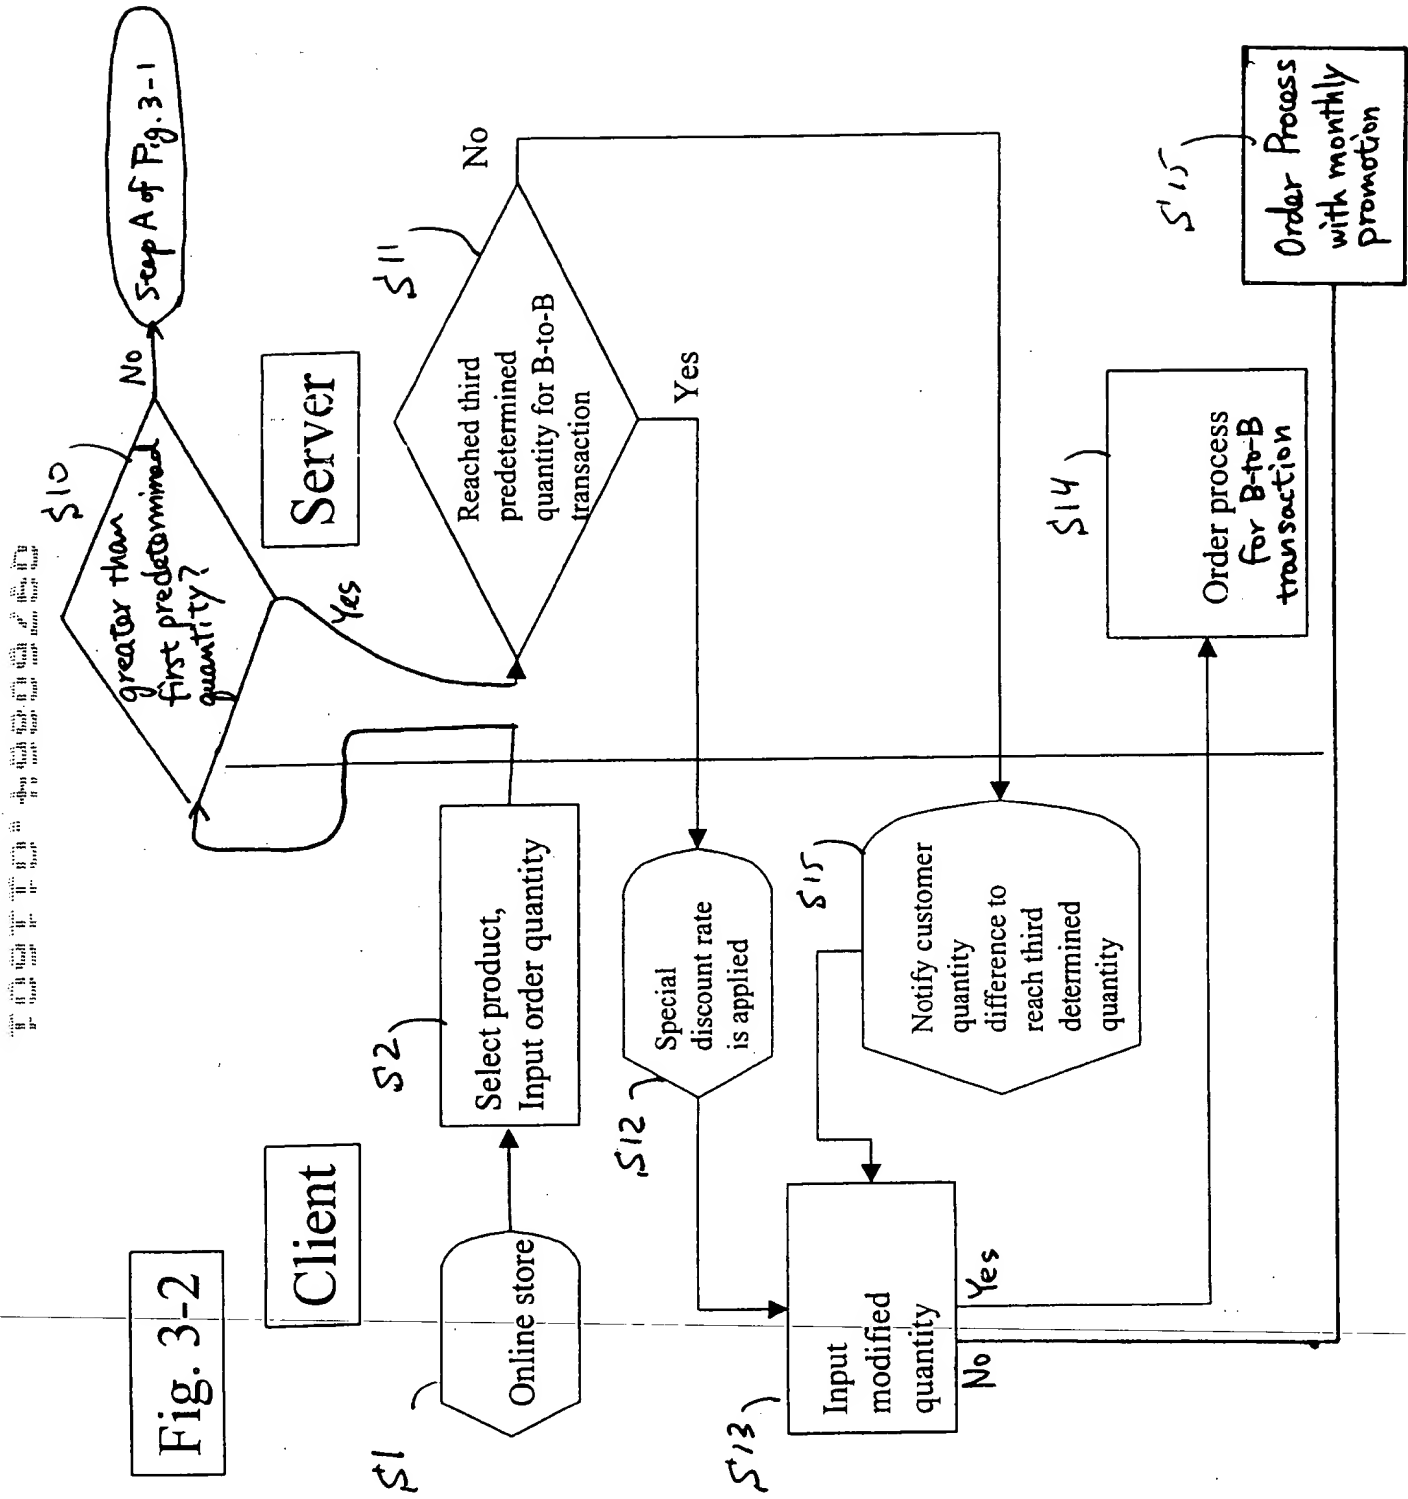 Fig. 3-2
Client
Server
S1
Online store
S2
Select product,
Input order quantity
S10
greater than
first predetermined
quantity?
No
Step A of Fig. 3-1
Yes
S11
Reached third
predetermined
quantity for B-to-B
transaction
No
Yes
S12
Special
discount rate
is applied
S15
Notify customer
quantity
difference to
reach third
determined
quantity
S13
Input
modified
quantity
Yes
No
S14
Order process
for B-to-B
transaction
S'15
Order Process
with monthly
promotion